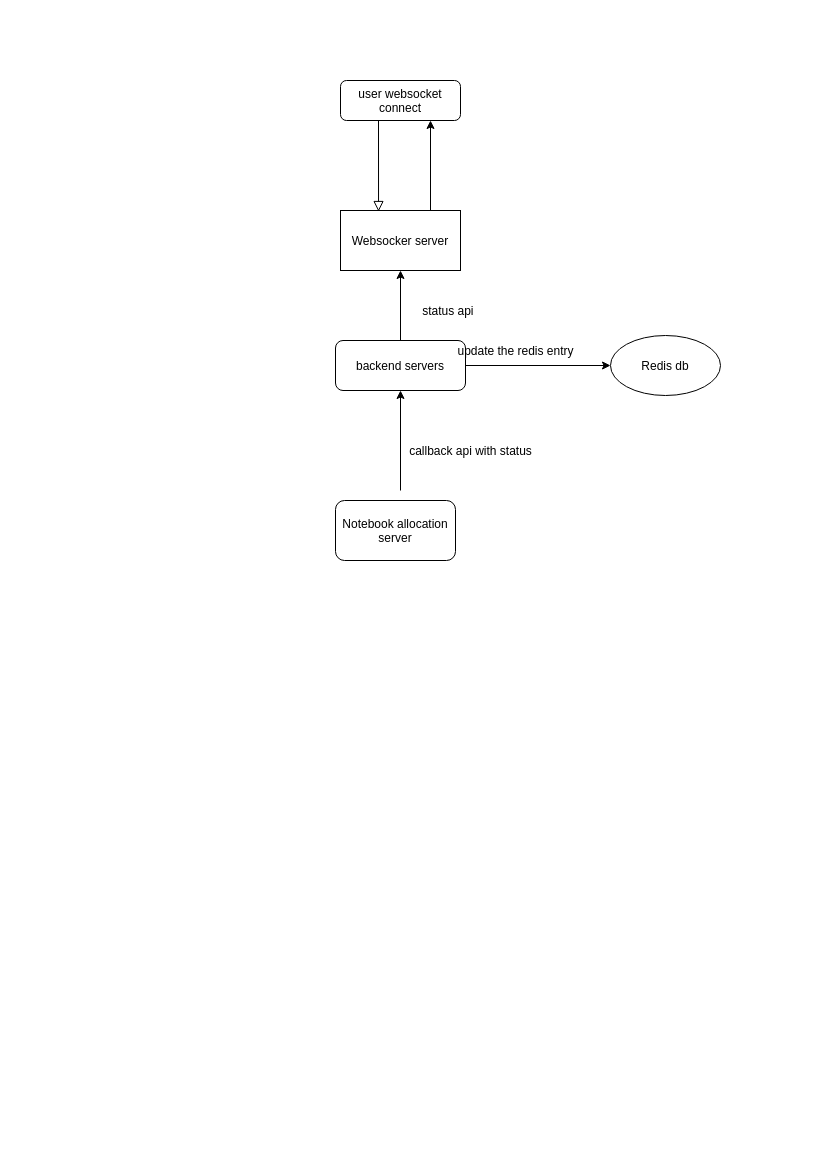 user websocket
connect
Websocker server
status api
update the redis entry
backend servers
Redis db
callback api with status
Notebook allocation
server